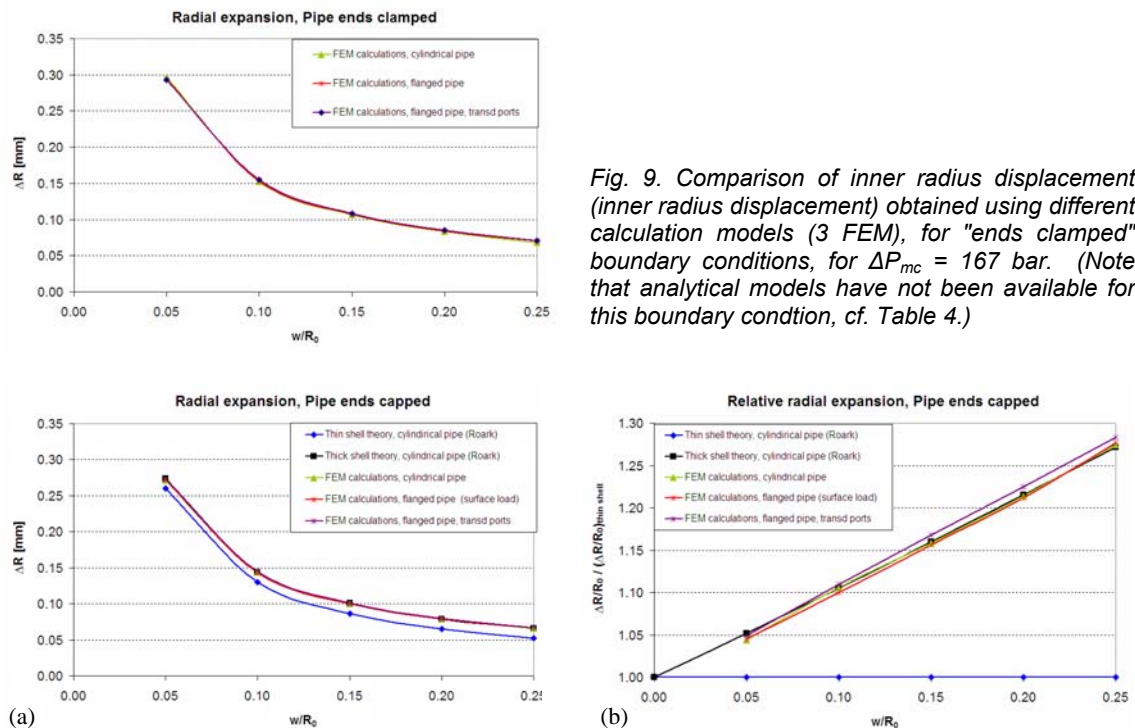 Radial expansion, Pipe ends clamped
0.35
0.30
0.25
0.20
0.15
0.10
0.05
0.00
ΔR [mm]
FEM calculations, cylindrical pipe
FEM calculations, flanged pipe
FEM calculations, flanged pipe, transd ports
0.00 0.05 0.10 0.15 0.20 0.25
w/R₀
Fig. 9. Comparison of inner radius displacement
(inner radius displacement) obtained using different
calculation models (3 FEM), for "ends clamped"
boundary conditions, for ΔPmc = 167 bar. (Note
that analytical models have not been available for
this boundary condtion, cf. Table 4.)
Radial expansion, Pipe ends capped
0.35
0.30
0.25
0.20
0.15
0.10
0.05
0.00
ΔR [mm]
Thin shell theory, cylindrical pipe (Roark)
Thick shell theory, cylindrical pipe (Roark)
FEM calculations, cylindrical pipe
FEM calculations, flanged pipe (surface load)
FEM calculations, flanged pipe, transd ports
0.00 0.05 0.10 0.15 0.20 0.25
w/R₀
(a)
Relative radial expansion, Pipe ends capped
1.30
1.25
1.20
1.15
1.10
1.05
1.00
ΔR/R₀ / (ΔR/R₀)thin shell
Thin shell theory, cylindrical pipe (Roark)
Thick shell theory, cylindrical pipe (Roark)
FEM calculations, cylindrical pipe
FEM calculations, flanged pipe (surface load)
FEM calculations, flanged pipe, transd ports
0.00 0.05 0.10 0.15 0.20 0.25
w/R₀
(b)